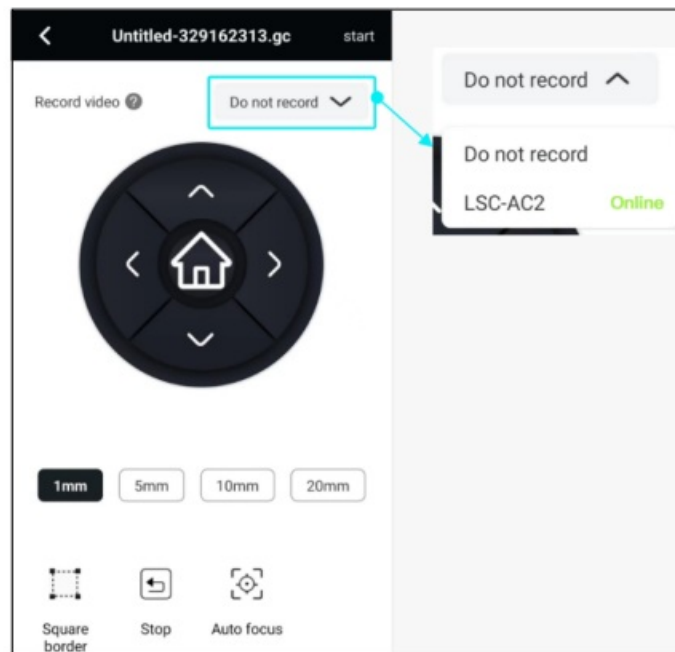 Untitled-329162313.gc start
Record video ? Do not record
Do not record
Do not record
LSC-AC2 Online
1mm 5mm 10mm 20mm
Square
border
Stop
Auto focus